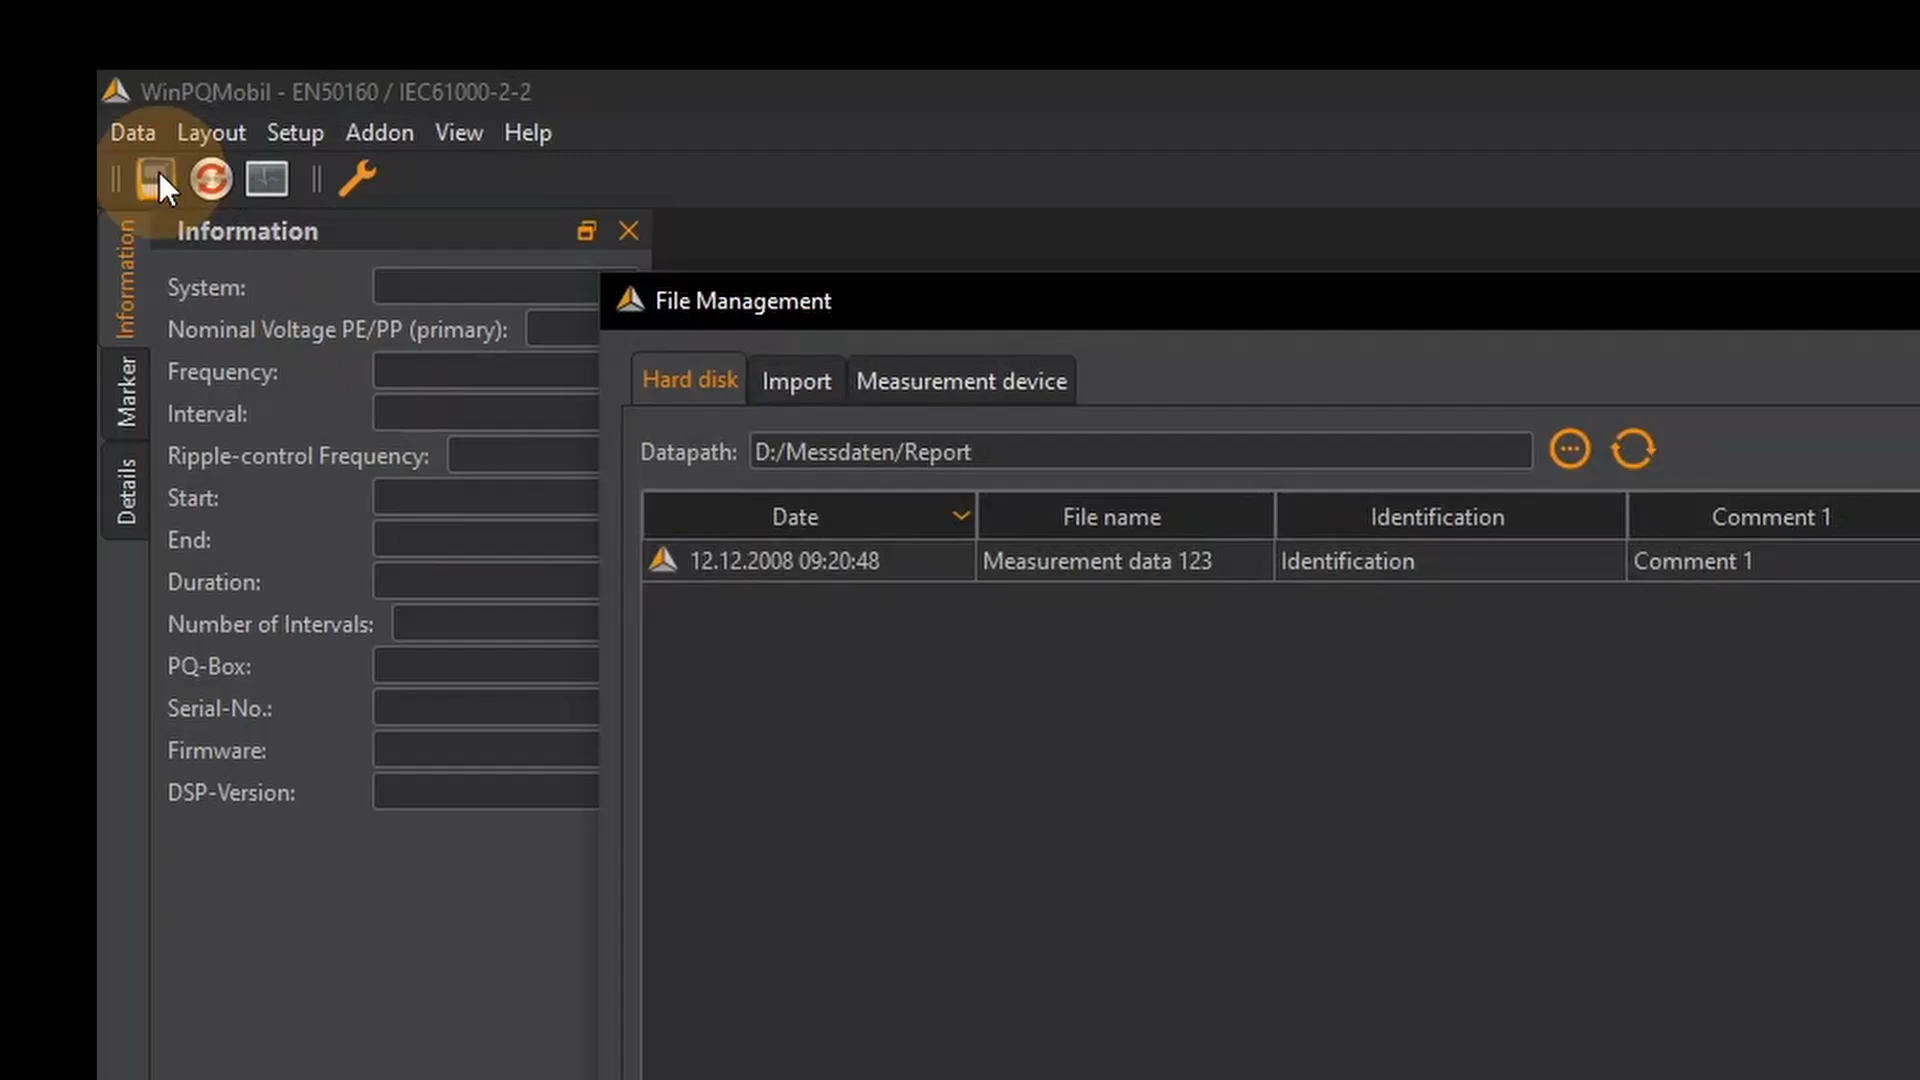 WinPQMobil - EN50160 / IEC61000-2-2
Data Layout Setup Addon View Help
Information
Marker
Details
Information
System:
Nominal Voltage PE/PP (primary):
Frequency:
Interval:
Ripple-control Frequency:
Start:
End:
Duration:
Number of Intervals:
PQ-Box:
Serial-No.:
Firmware:
DSP-Version:
File Management
Hard disk Import Measurement device
Datapath: D:/Messdaten/Report
Date File name Identification Comment 1
12.12.2008 09:20:48 Measurement data 123 Identification Comment 1